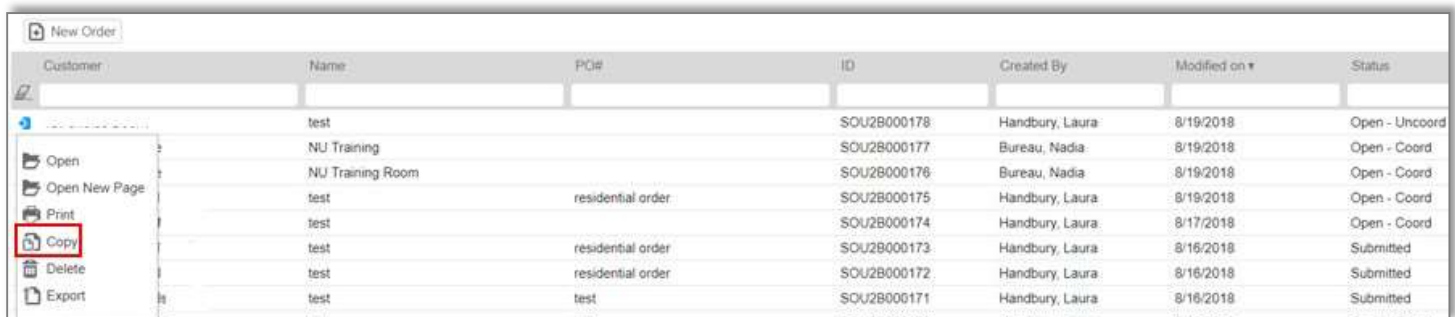 New Order
Customer Name PO# ID Created By Modified on ▾ Status
test SOU2B000178 Handbury, Laura 8/19/2018 Open - Uncoord
NU Training SOU2B000177 Bureau, Nadia 8/19/2018 Open - Coord
Open
NU Training Room SOU2B000176 Bureau, Nadia 8/19/2018 Open - Coord
Open New Page
test residential order SOU2B000175 Handbury, Laura 8/19/2018 Open - Coord
Print
test SOU2B000174 Handbury, Laura 8/17/2018 Open - Coord
Copy
test residential order SOU2B000173 Handbury, Laura 8/16/2018 Submitted
Delete
test residential order SOU2B000172 Handbury, Laura 8/16/2018 Submitted
Export
test test SOU2B000171 Handbury, Laura 8/16/2018 Submitted